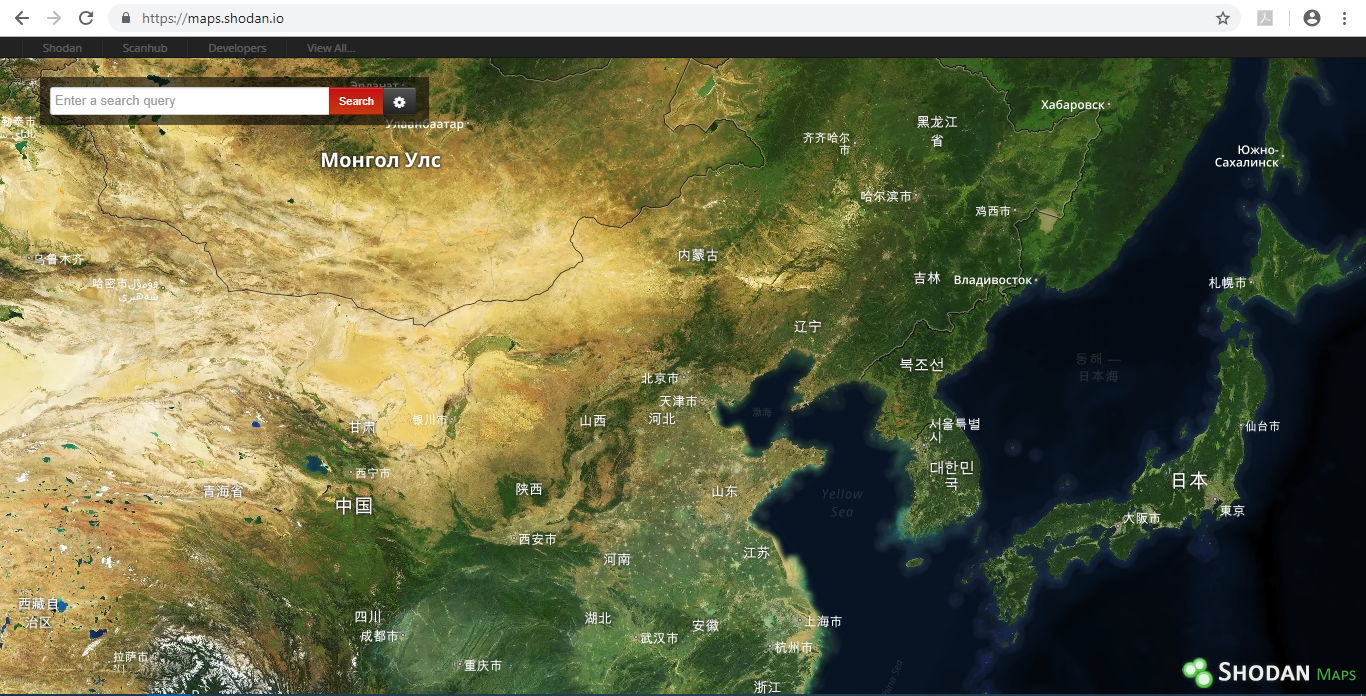 https://maps.shodan.io
Shodan Scanhub Developers View All...
Enter a search query Search
Улаанбаатар
Монгол Улс
Хабаровск
黑龙江
省
齐齐哈尔
市
Южно-
Сахалинск
哈尔滨市
鸡西市
乌鲁木齐
内蒙古
哈密市
吉林
Владивосток
札幌市
辽宁
북조선
동해 —
日本海
北京市
天津市
渤海
河北
山西
甘肃
银川市
서울특별
시
仙台市
西宁市
대한민
국
日本
青海省
中国
陕西
山东
Yellow
Sea
東京
大阪市
西安市
河南
江苏
西藏自
治区
四川
成都市
湖北
安徽
上海市
武汉市
杭州市
拉萨市
重庆市
浙江
SHODAN MAPS